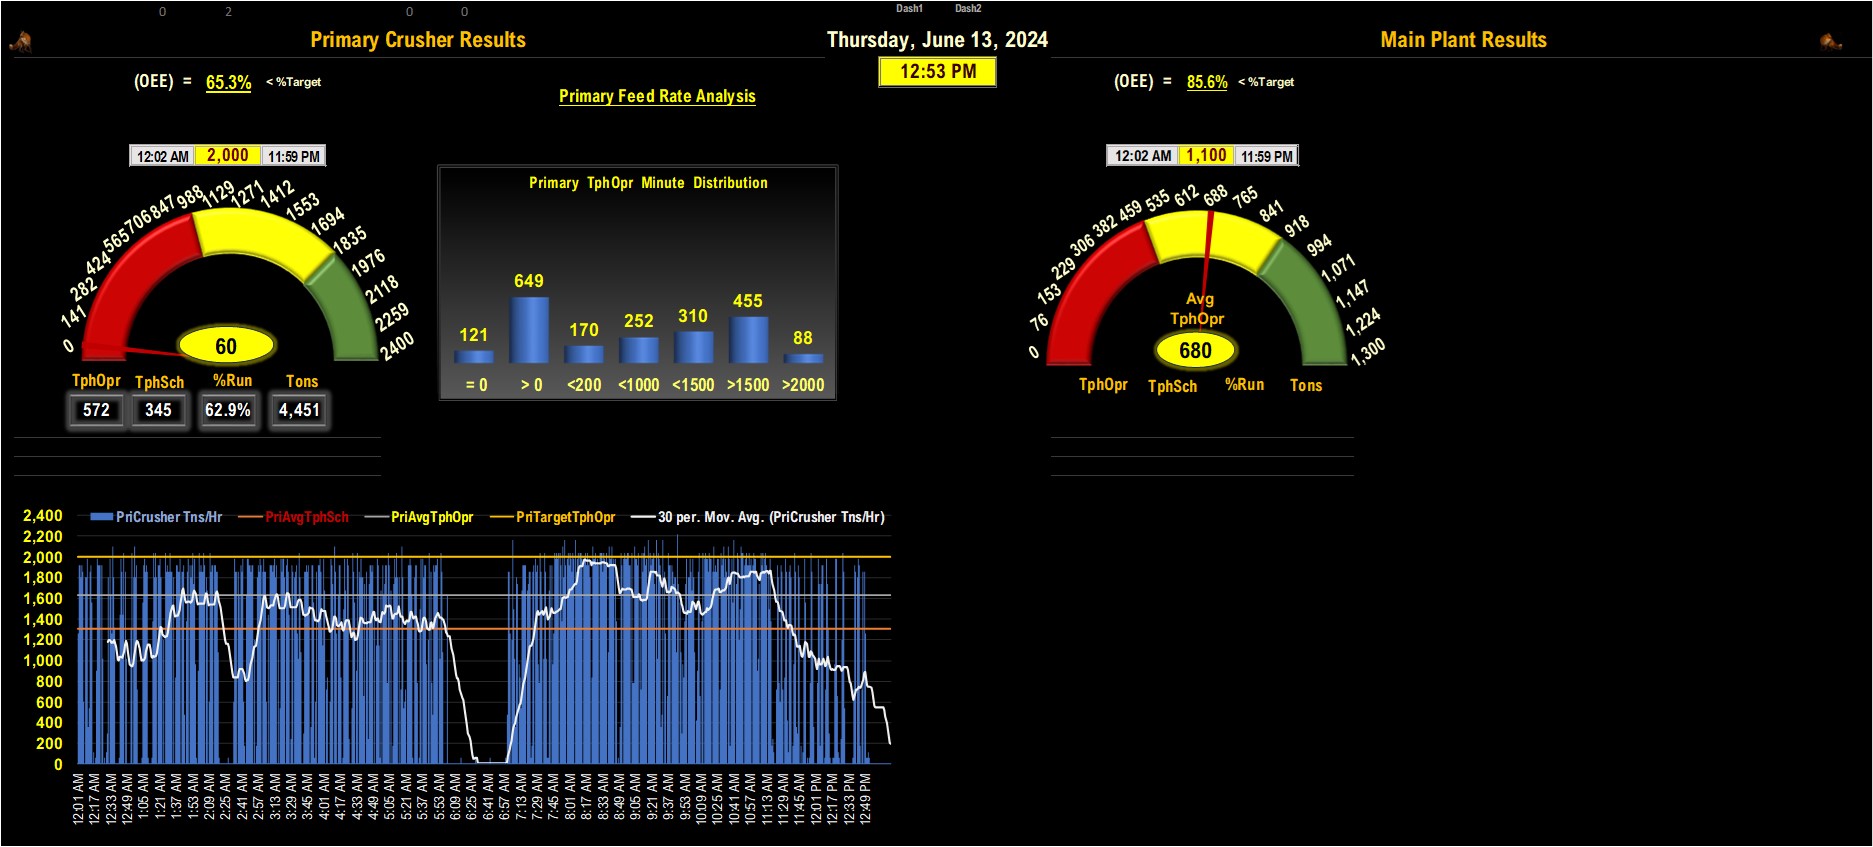 0 2 0 0 Dash1 Dash2
Primary Crusher Results
Thursday, June 13, 2024
Main Plant Results
12:53 PM
(OEE) = 65.3% < %Target
(OEE) = 85.6% < %Target
Primary Feed Rate Analysis
12:02 AM 2,000 11:59 PM
12:02 AM 1,100 11:59 PM
0 141 282 424 565 706 847 988 1129 1271 1412 1553 1694 1835 1976 2118 2259 2400
60
TphOpr TphSch %Run Tons
572 345 62.9% 4,451
Primary TphOpr Minute Distribution
121 649 170 252 310 455 88
= 0 > 0 <200 <1000 <1500 >1500 >2000
0 76 153 229 306 382 459 535 612 688 765 841 918 994 1,071 1,147 1,224 1,300
Avg
TphOpr
680
TphOpr TphSch %Run Tons
PriCrusher Tns/Hr PriAvgTphSch PriAvgTphOpr PriTargetTphOpr 30 per. Mov. Avg. (PriCrusher Tns/Hr)
2,400
2,200
2,000
1,800
1,600
1,400
1,200
1,000
800
600
400
200
0
12:01 AM
12:17 AM
12:33 AM
12:49 AM
1:05 AM
1:21 AM
1:37 AM
1:53 AM
2:09 AM
2:25 AM
2:41 AM
2:57 AM
3:13 AM
3:29 AM
3:45 AM
4:01 AM
4:17 AM
4:33 AM
4:49 AM
5:05 AM
5:21 AM
5:37 AM
5:53 AM
6:09 AM
6:25 AM
6:41 AM
6:57 AM
7:13 AM
7:29 AM
7:45 AM
8:01 AM
8:17 AM
8:33 AM
8:49 AM
9:05 AM
9:21 AM
9:37 AM
9:53 AM
10:09 AM
10:25 AM
10:41 AM
10:57 AM
11:13 AM
11:29 AM
11:45 AM
12:01 PM
12:17 PM
12:33 PM
12:49 PM